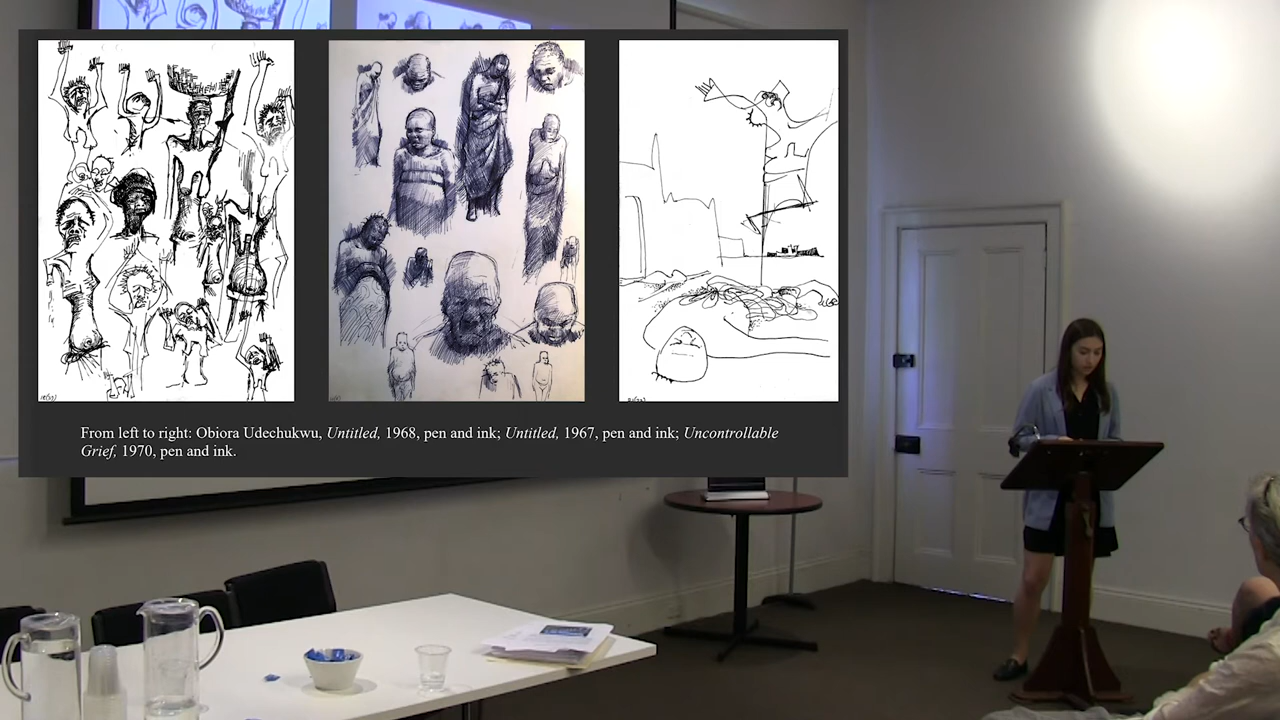 From left to right: Obiora Udechukwu, Untitled, 1968, pen and ink; Untitled, 1967, pen and ink; Uncontrollable
Grief, 1970, pen and ink.